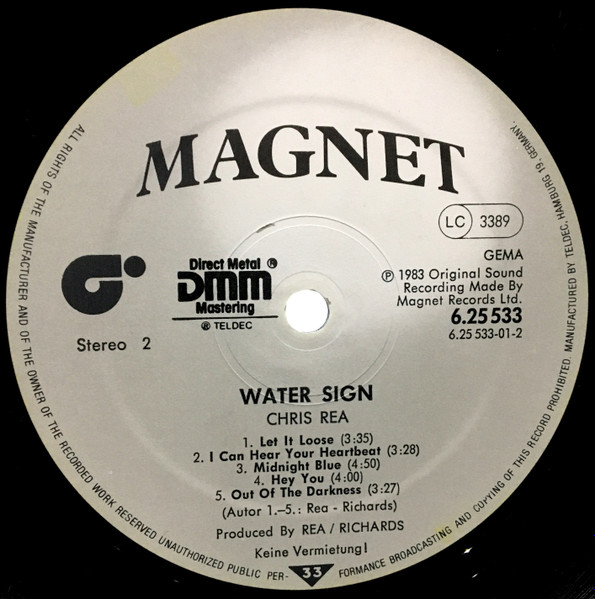 MAGNET
LC 3389
GEMA
℗ 1983 Original Sound
Recording Made By
Magnet Records Ltd.
6.25 533
6.25 533-01-2
Direct Metal ®
DMM
Mastering
® TELDEC
Stereo 2
WATER SIGN
CHRIS REA
1. Let It Loose (3:35)
2. I Can Hear Your Heartbeat (3:28)
3. Midnight Blue (4:50)
4. Hey You (4:00)
5. Out Of The Darkness (3:27)
(Autor 1.–5.: Rea - Richards)
Produced By REA / RICHARDS
Keine Vermietung!
33
ALL RIGHTS OF THE MANUFACTURER AND OF THE OWNER OF THE RECORDED WORK RESERVED UNAUTHORIZED PUBLIC PER- FORMANCE BROADCASTING AND COPYING OF THIS RECORD PROHIBITED. MANUFACTURED BY TELDEC, HAMBURG 19, GERMANY.